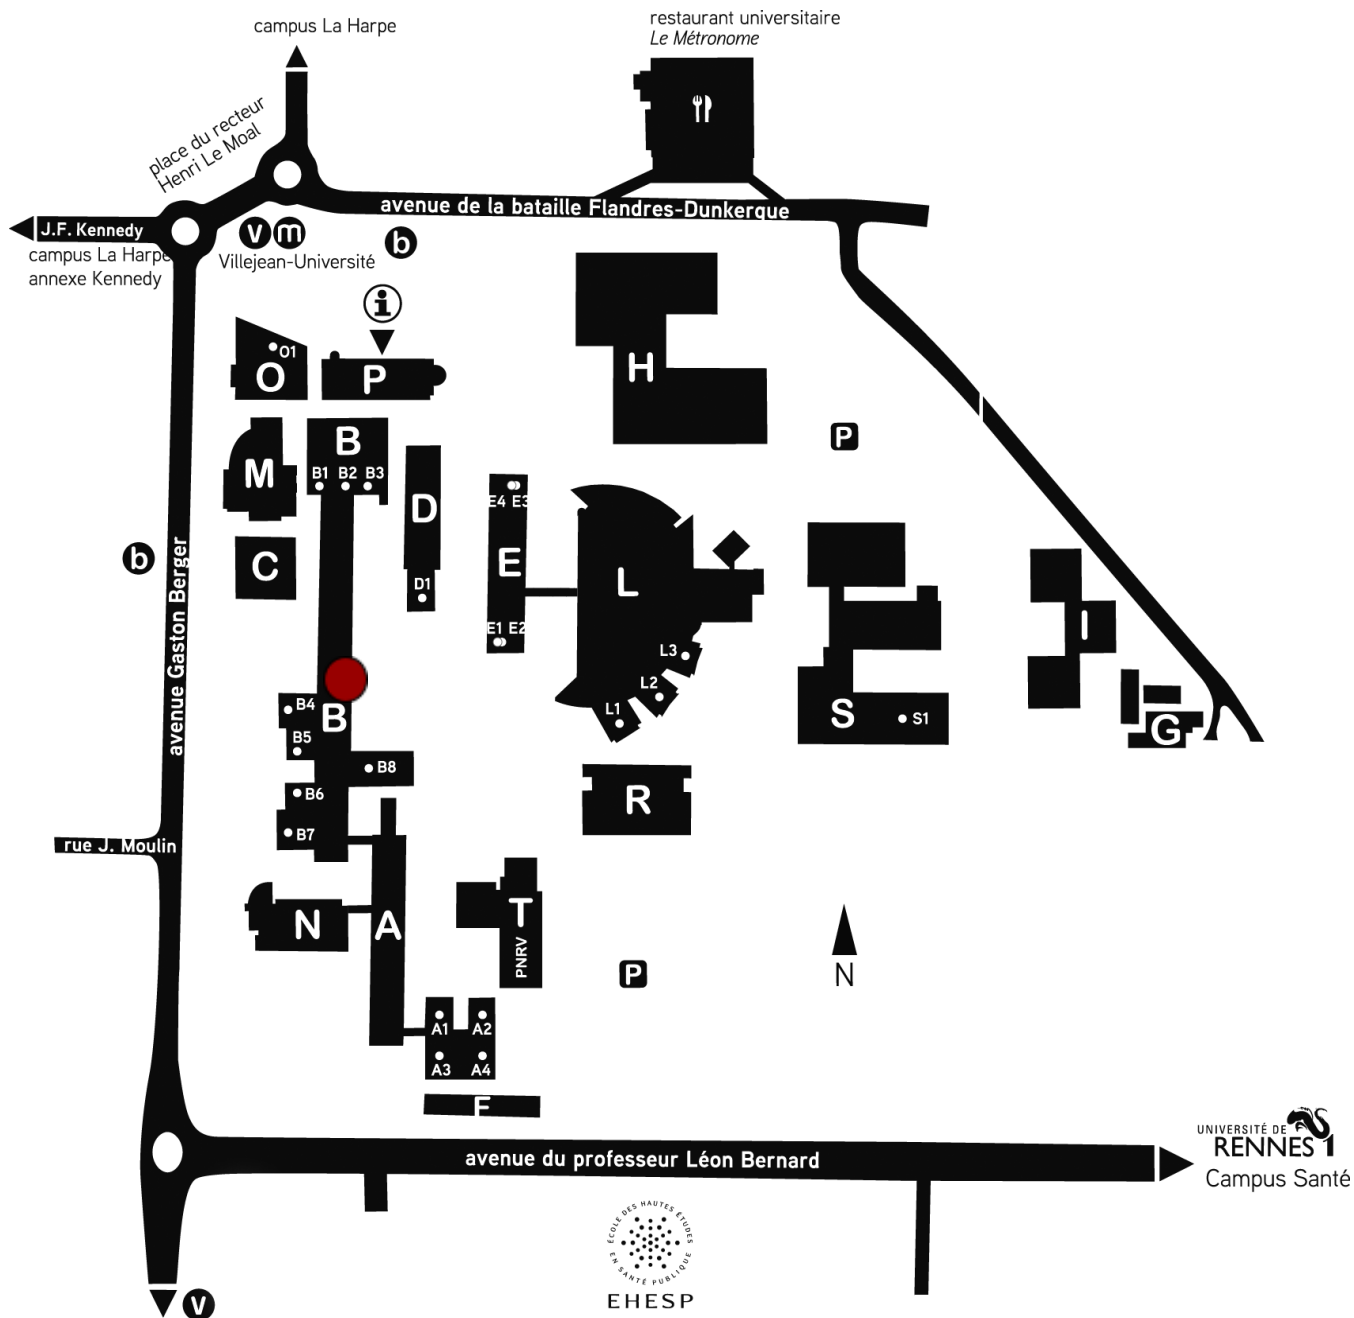 restaurant universitaire
Le Métronome
campus La Harpe
place du recteur
Henri Le Moal
avenue de la bataille Flandres-Dunkerque
J.F. Kennedy
campus La Harpe
annexe Kennedy
v m
b
Villejean-Université
i
O1
O
P
H
B
B1 B2 B3
P
M
D
E4 E3
C
E
L
b
D1
I
E1 E2
L3
L2
avenue Gaston Berger
B4
B
L1
S
S1
G
B5
B8
B6
R
B7
rue J. Moulin
N
A
T
PNRV
P
N
A1 A2
A3 A4
F
avenue du professeur Léon Bernard
UNIVERSITÉ DE
RENNES 1
Campus Santé
ÉCOLE DES HAUTES ÉTUDES
EN SANTÉ PUBLIQUE
EHESP
v